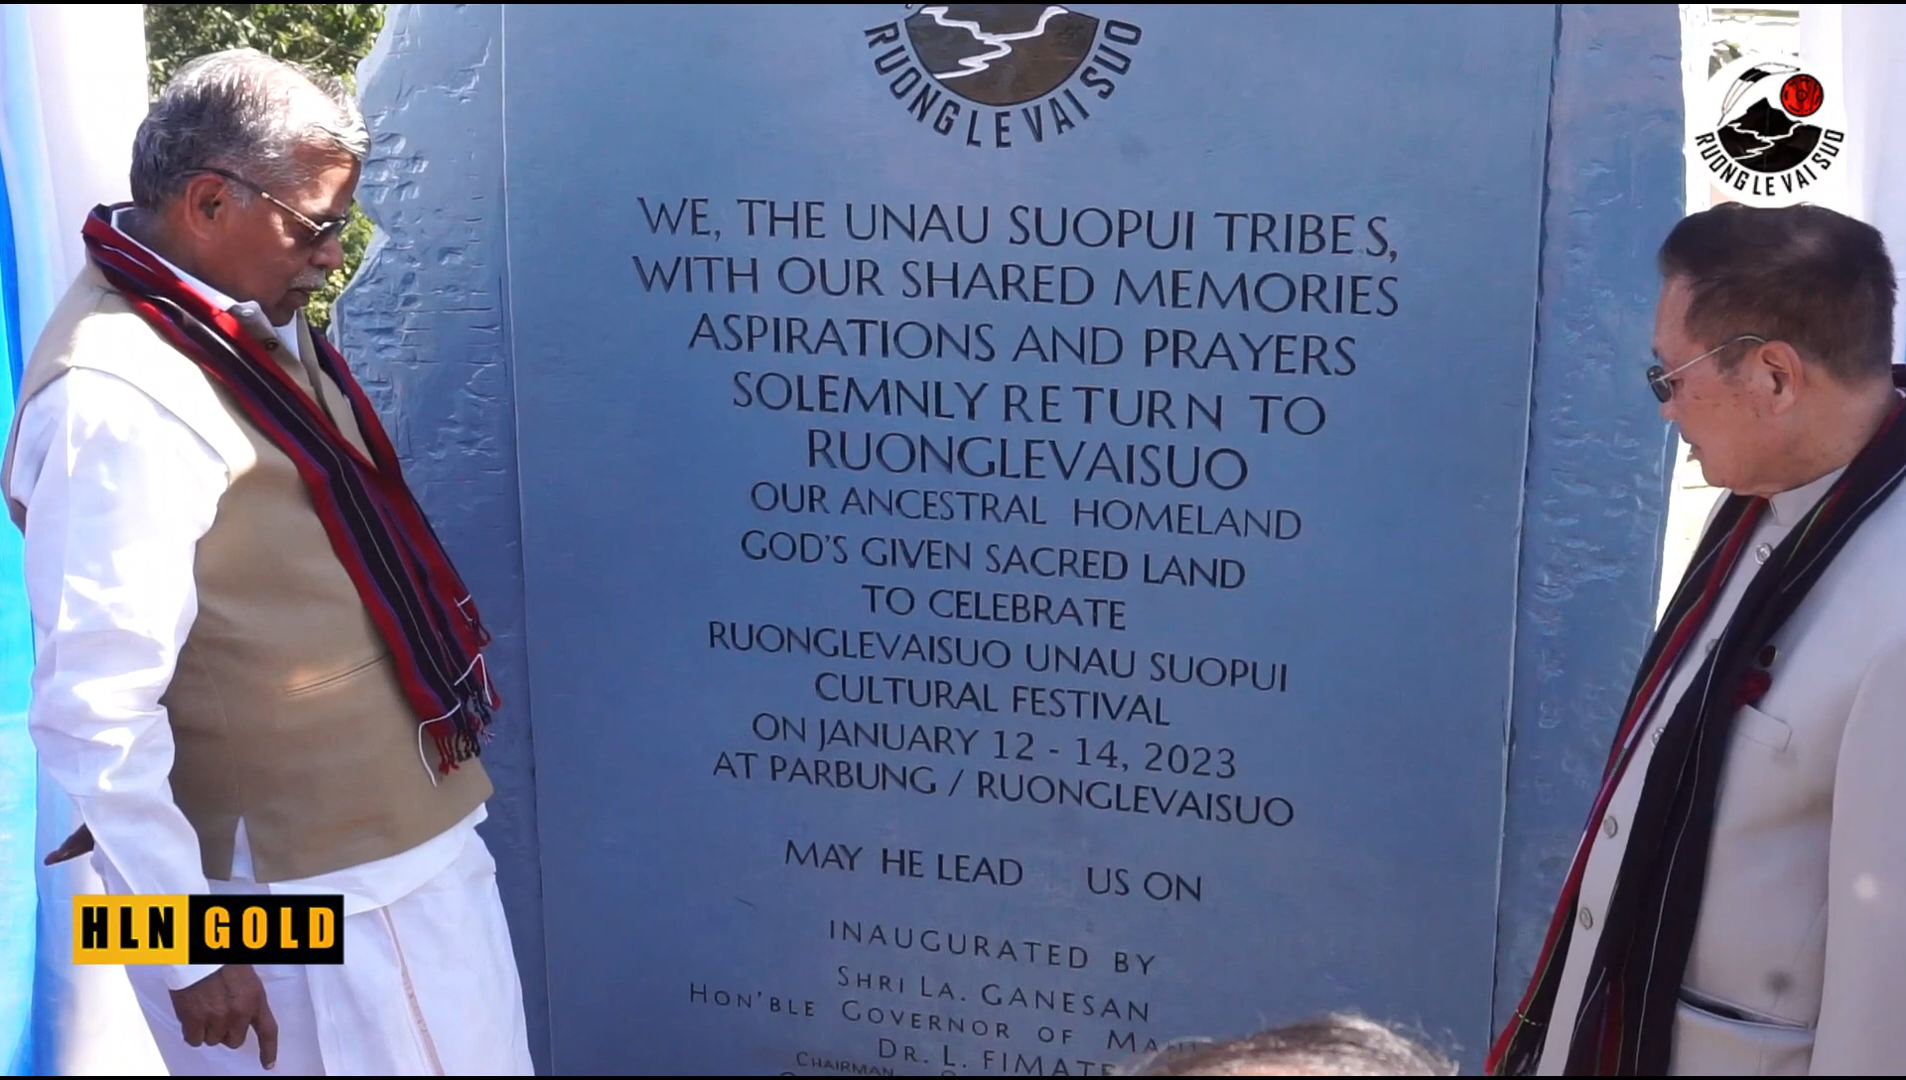 RUONGLEVAISUO
WE, THE UNAU SUOPUI TRIBES,
WITH OUR SHARED MEMORIES
ASPIRATIONS AND PRAYERS
SOLEMNLY RETURN TO
RUONGLEVAISUO
OUR ANCESTRAL HOMELAND
GOD'S GIVEN SACRED LAND
TO CELEBRATE
RUONGLEVAISUO UNAU SUOPUI
CULTURAL FESTIVAL
ON JANUARY 12 - 14, 2023
AT PARBUNG / RUONGLEVAISUO
MAY HE LEAD US ON
INAUGURATED BY
SHRI LA. GANESAN
HON'BLE GOVERNOR OF
DR. L. FIMATE
CHAIRMAN
RUONGLEVAISUO
HLN GOLD